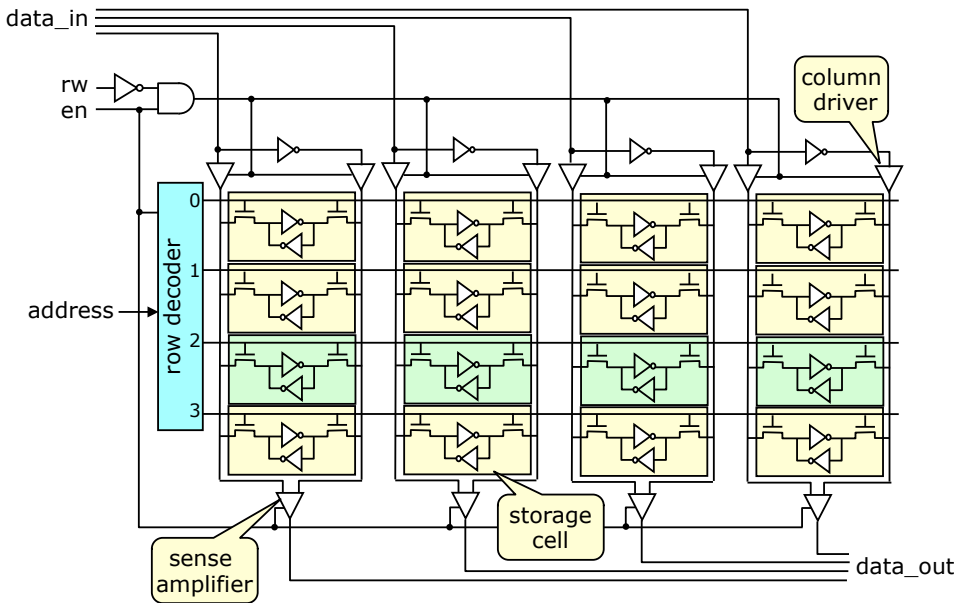 data_in
rw
en
column
driver
0
1
address
row decoder
2
3
storage
cell
sense
amplifier
data_out